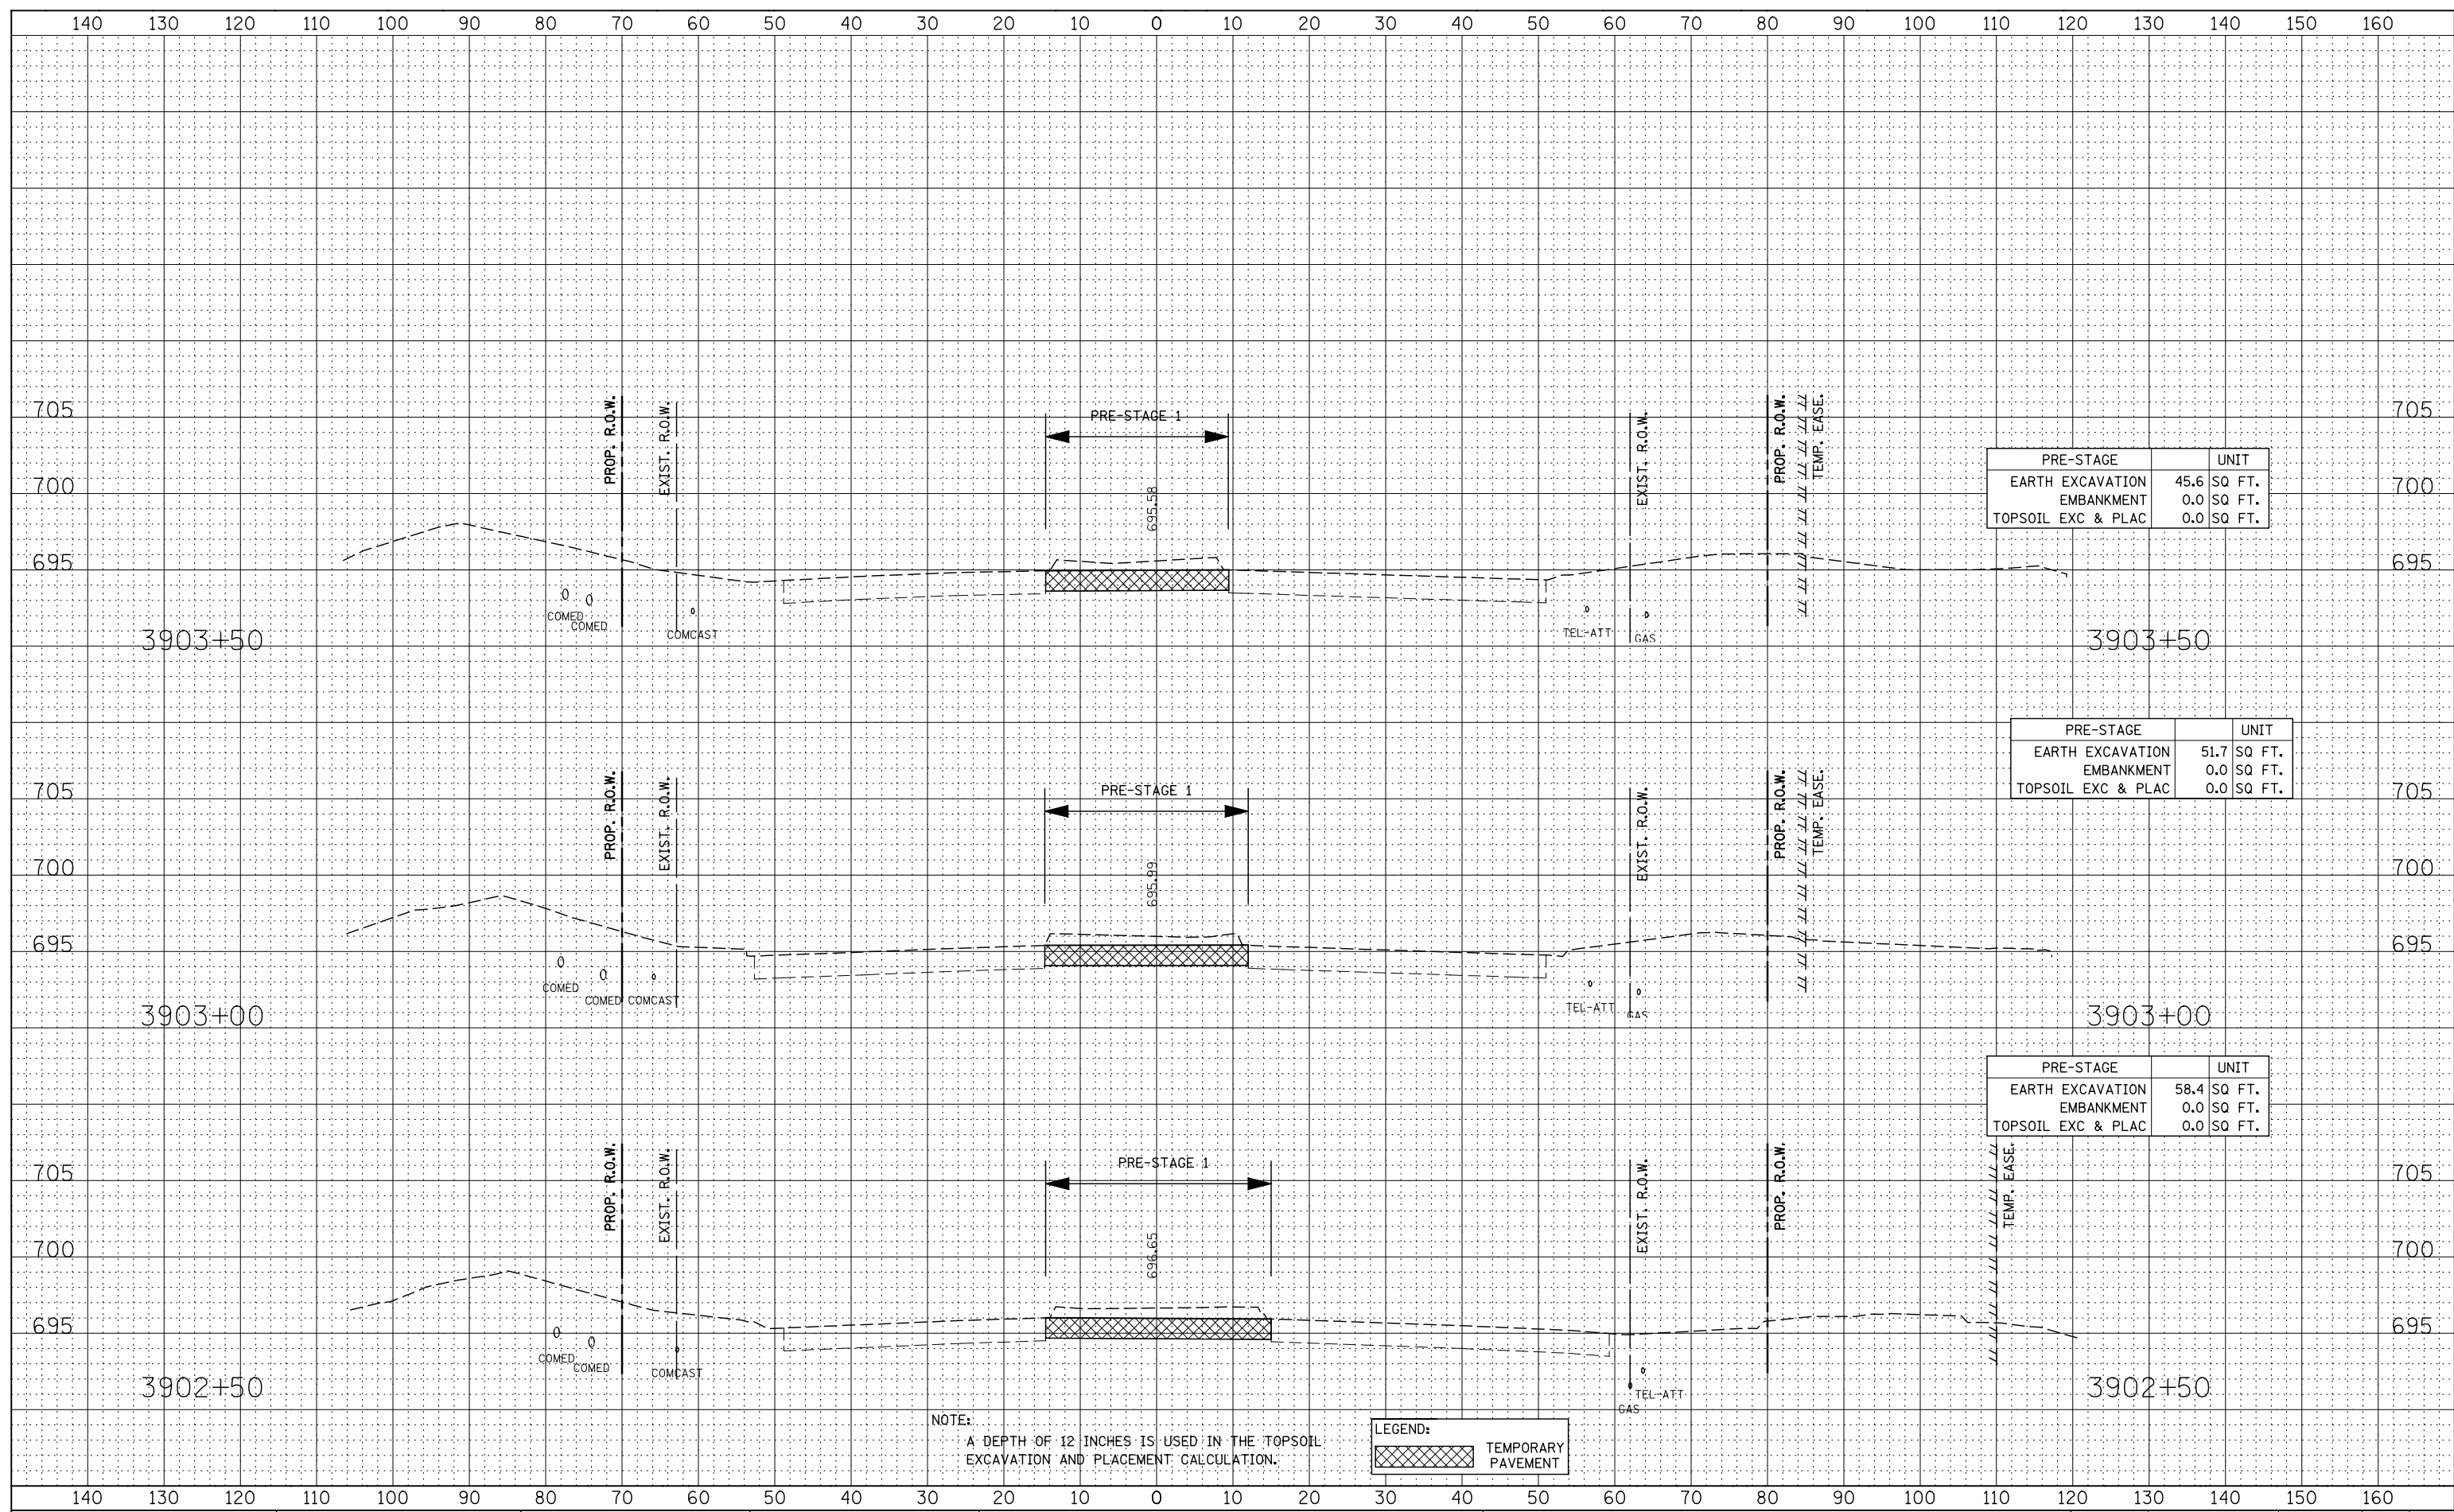 140 130 120 110 100 90 80 70 60 50 40 30 20 10 0 10 20 30 40 50 60 70 80 90 100 110 120 130 140 150 160
705 PROP. R.O.W. EXIST. R.O.W. PRE-STAGE 1 EXIST. R.O.W. PROP. R.O.W. TEMP. EASE. 705
PRE-STAGE UNIT
EARTH EXCAVATION 45.6 SQ FT.
EMBANKMENT 0.0 SQ FT.
TOPSOIL EXC & PLAC 0.0 SQ FT.
700 695.58 700
695 695
COMED COMED COMCAST TEL-ATT GAS
3903+50 3903+50
PRE-STAGE UNIT
EARTH EXCAVATION 51.7 SQ FT.
EMBANKMENT 0.0 SQ FT.
TOPSOIL EXC & PLAC 0.0 SQ FT.
705 PROP. R.O.W. EXIST. R.O.W. PRE-STAGE 1 EXIST. R.O.W. PROP. R.O.W. TEMP. EASE. 705
700 695.99 700
695 695
COMED COMED COMCAST TEL-ATT GAS
3903+00 3903+00
PRE-STAGE UNIT
EARTH EXCAVATION 58.4 SQ FT.
EMBANKMENT 0.0 SQ FT.
TOPSOIL EXC & PLAC 0.0 SQ FT.
705 PROP. R.O.W. EXIST. R.O.W. PRE-STAGE 1 EXIST. R.O.W. PROP. R.O.W. TEMP. EASE. 705
700 696.65 700
695 695
COMED COMED COMCAST TEL-ATT GAS
3902+50 3902+50
NOTE:
A DEPTH OF 12 INCHES IS USED IN THE TOPSOIL
EXCAVATION AND PLACEMENT CALCULATION.
LEGEND:
TEMPORARY
PAVEMENT
140 130 120 110 100 90 80 70 60 50 40 30 20 10 0 10 20 30 40 50 60 70 80 90 100 110 120 130 140 150 160